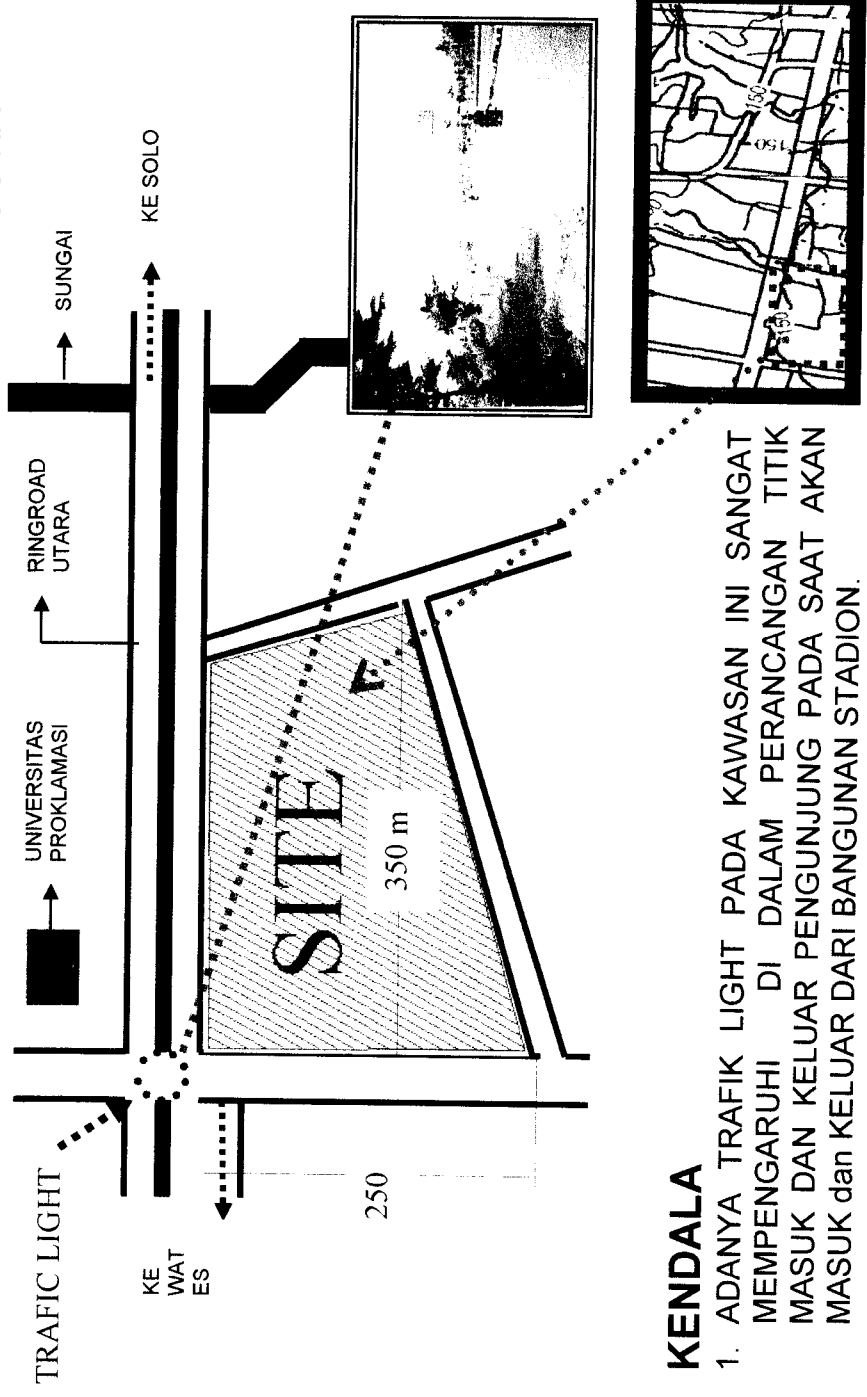 TRAFIC LIGHT
UNIVERSITAS
PROKLAMASI
RINGROAD
UTARA
SUNGAI
KE SOLO
KE
WAT
ES
SITE
350 m
250
150
150
150
KENDALA
1. ADANYA TRAFIK LIGHT PADA KAWASAN INI SANGAT
MEMPENGARUHI DI DALAM PERANCANGAN TITIK
MASUK DAN KELUAR PENGUNJUNG PADA SAAT AKAN
MASUK dan KELUAR DARI BANGUNAN STADION.